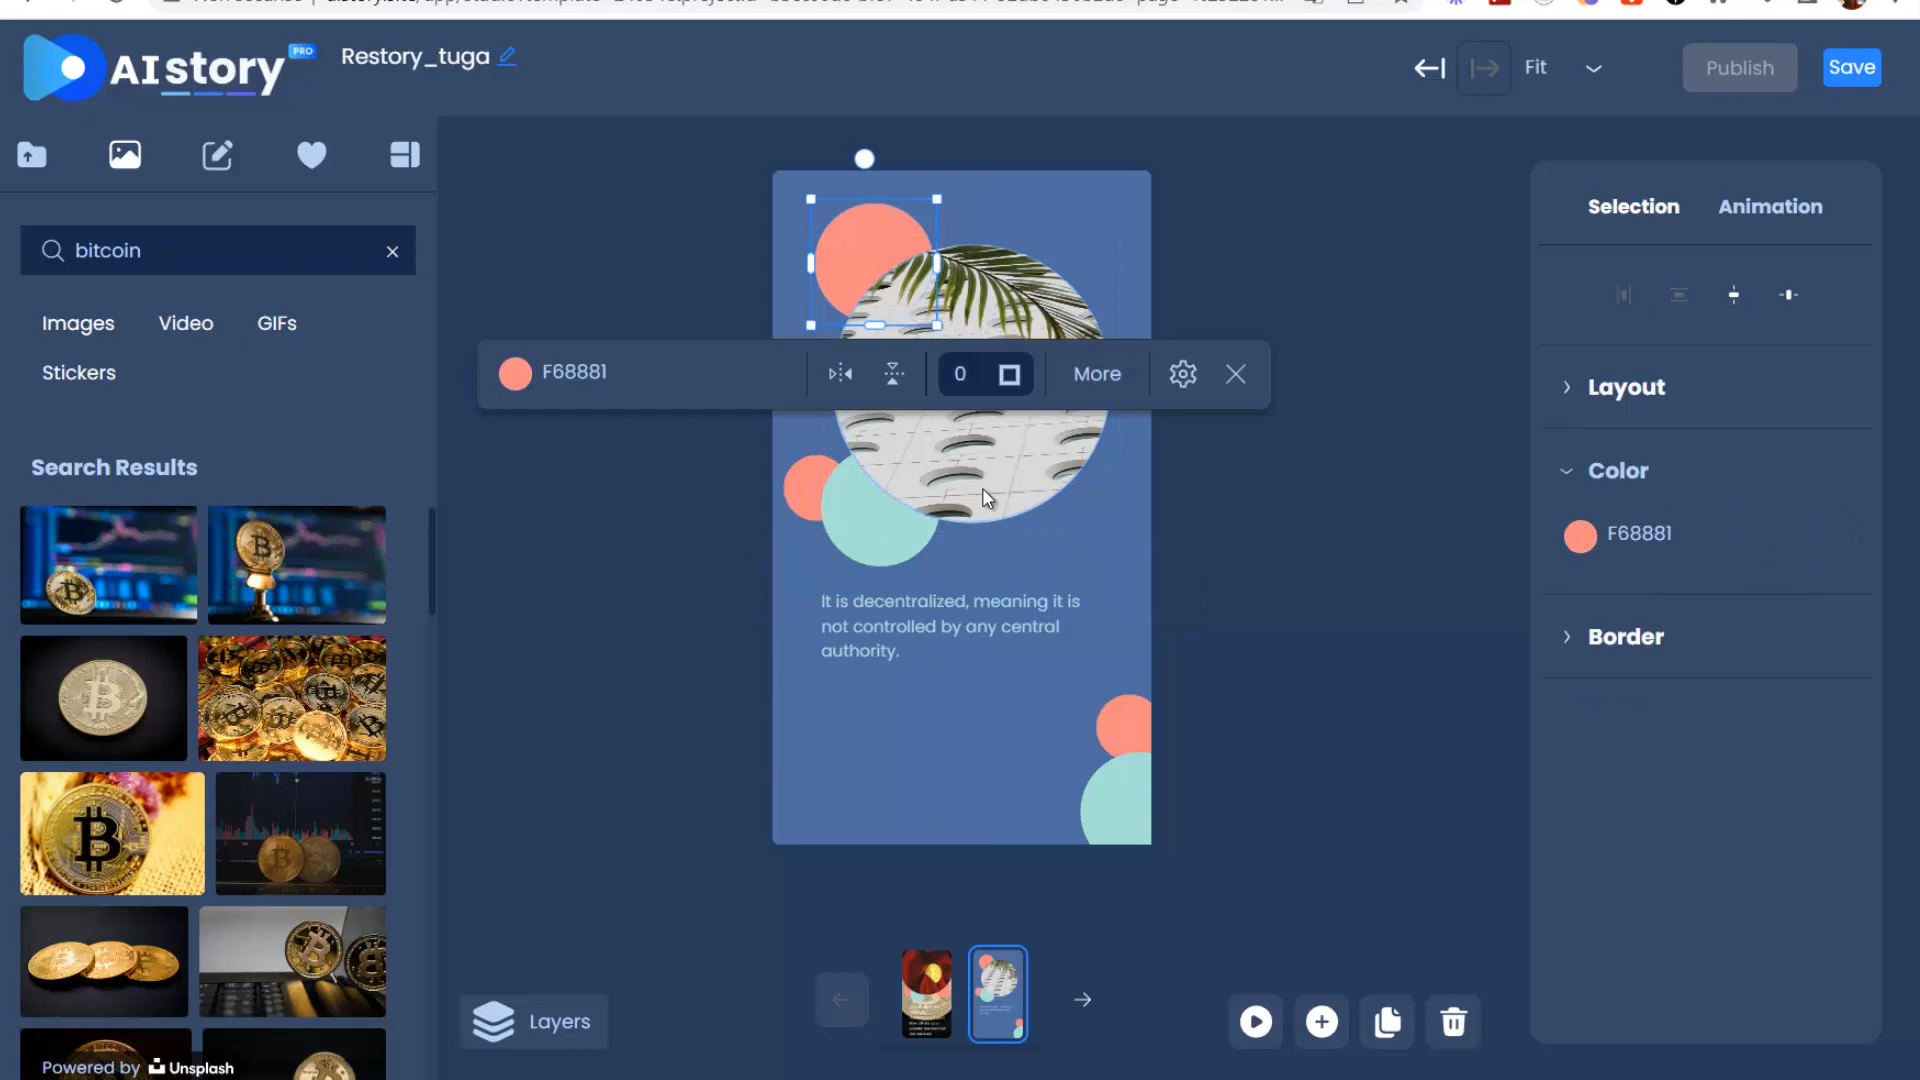 AIstory PRO
Restory_tuga
Fit
Publish
Save
bitcoin
Images Video GIFs
Stickers
Search Results
Powered by Unsplash
F68881
0
More
It is decentralized, meaning it is
not controlled by any central
authority.
Layers
Selection Animation
Layout
Color
F68881
Border